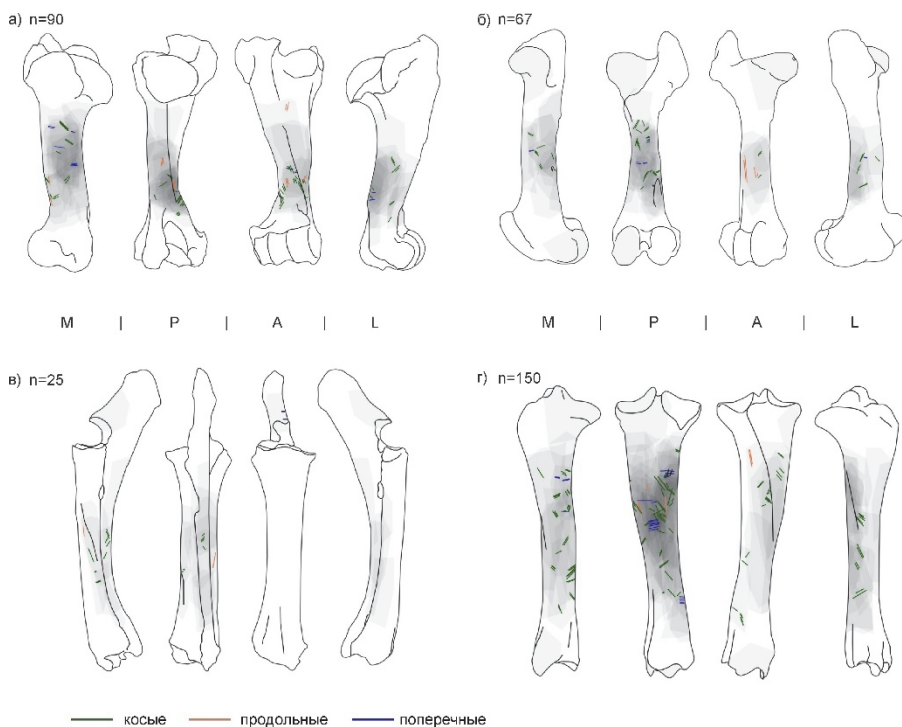 а) n=90
б) n=67
M | P | A | L
M | P | A | L
в) n=25
г) n=150
косые продольные поперечные